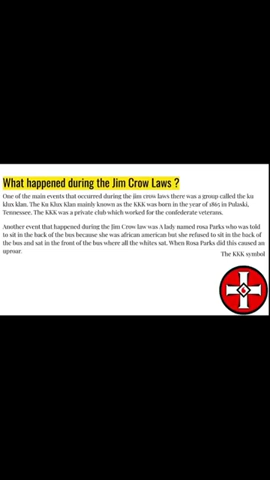 What happened during the Jim Crow Laws ?
One of the main events that occurred during the jim crow laws there was a group called the ku
klux klan. The Ku Klux Klan mainly known as the KKK was born in the year of 1865 in Pulaski,
Tennessee. The KKK was a private club which worked for the confederate veterans.
Another event that happened during the Jim Crow law was A lady named rosa Parks who was told
to sit in the back of the bus because she was african american but she refused to sit in the back of
the bus and sat in the front of the bus where all the whites sat. When Rosa Parks did this caused an
uproar.
The KKK symbol